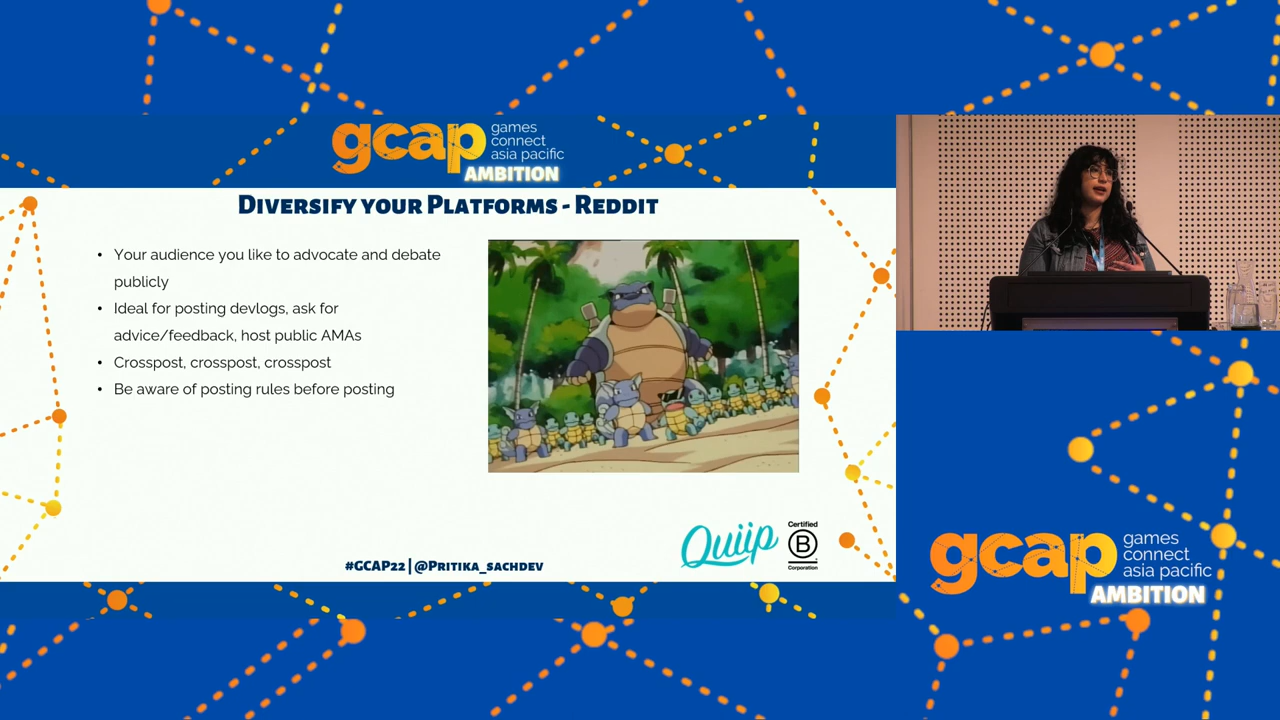 gcap games
connect
asia pacific
AMBITION
Diversify your Platforms - Reddit
• Your audience you like to advocate and debate
publicly
• Ideal for posting devlogs, ask for
advice/feedback, host public AMAs
• Crosspost, crosspost, crosspost
• Be aware of posting rules before posting
Quiip
Certified
B
Corporation
#GCAP22 | @Pritika_sachdev
gcap games
connect
asia pacific
AMBITION